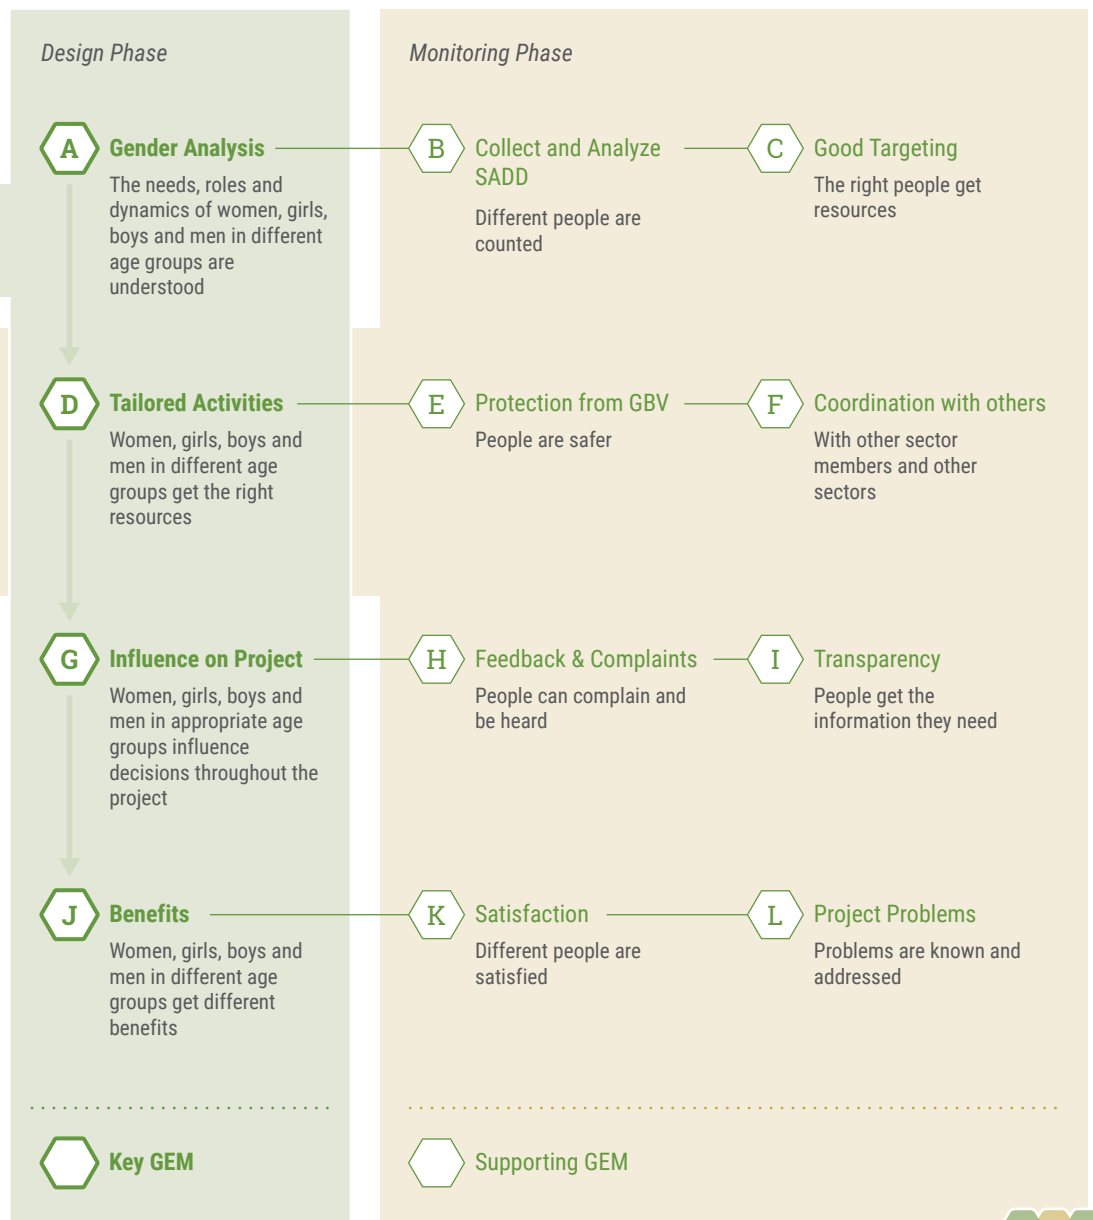 Design Phase
Monitoring Phase
A
Gender Analysis
The needs, roles and
dynamics of women, girls,
boys and men in different
age groups are
understood
B
Collect and Analyze
SADD
Different people are
counted
C
Good Targeting
The right people get
resources
D
Tailored Activities
Women, girls, boys and
men in different age
groups get the right
resources
E
Protection from GBV
People are safer
F
Coordination with others
With other sector
members and other
sectors
G
Influence on Project
Women, girls, boys and
men in appropriate age
groups influence
decisions throughout the
project
H
Feedback & Complaints
People can complain and
be heard
I
Transparency
People get the
information they need
J
Benefits
Women, girls, boys and
men in different age
groups get different
benefits
K
Satisfaction
Different people are
satisfied
L
Project Problems
Problems are known and
addressed
Key GEM
Supporting GEM